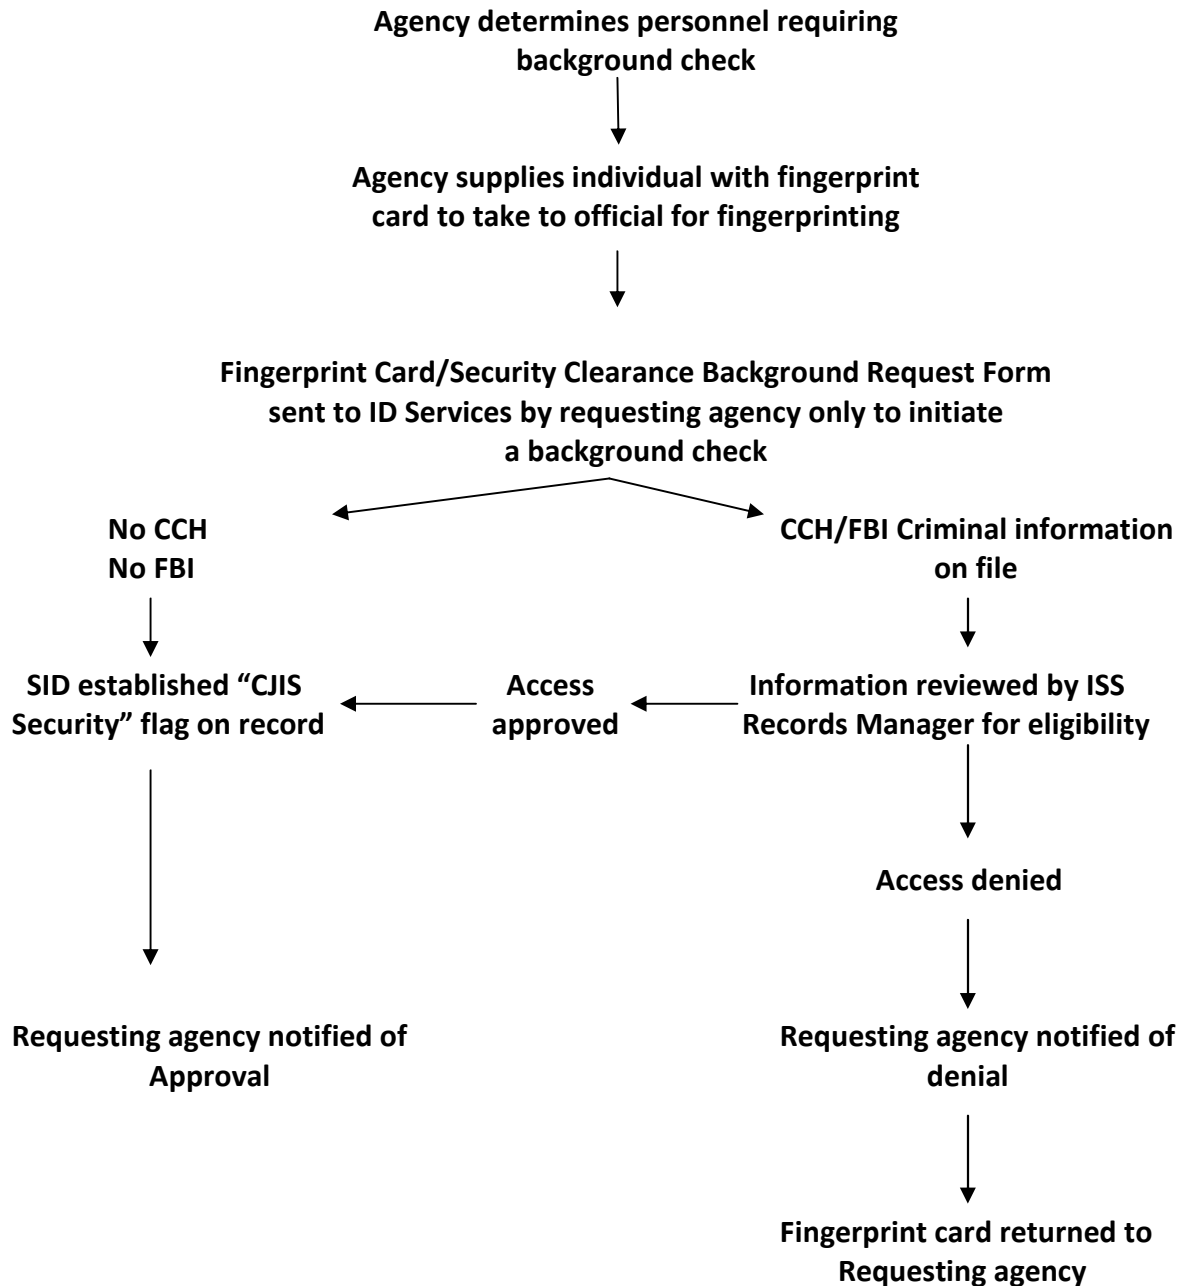 Agency determines personnel requiring
background check
Agency supplies individual with fingerprint
card to take to official for fingerprinting
Fingerprint Card/Security Clearance Background Request Form
sent to ID Services by requesting agency only to initiate
a background check
No CCH
No FBI
CCH/FBI Criminal information
on file
SID established “CJIS
Security” flag on record
Access
approved
Information reviewed by ISS
Records Manager for eligibility
Access denied
Requesting agency notified of
Approval
Requesting agency notified of
denial
Fingerprint card returned to
Requesting agency